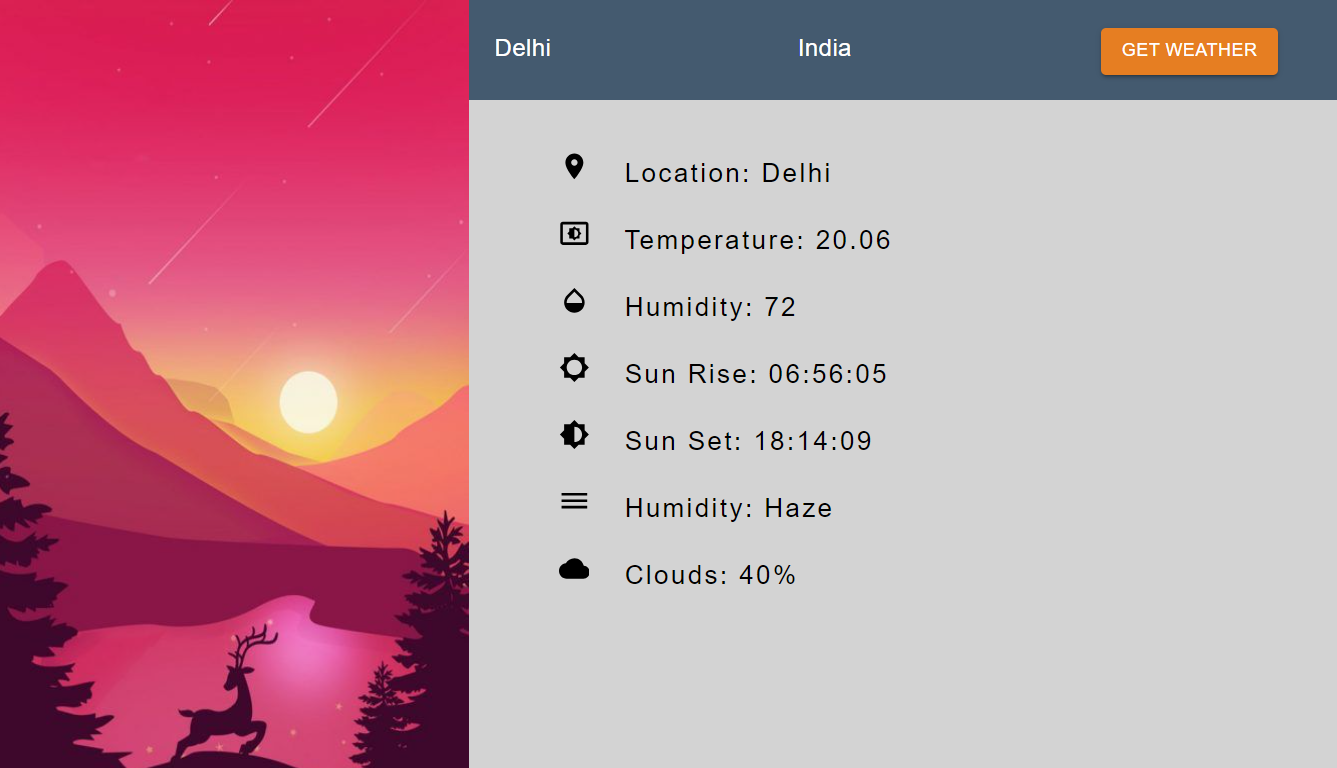 Delhi India GET WEATHER
Location: Delhi
Temperature: 20.06
Humidity: 72
Sun Rise: 06:56:05
Sun Set: 18:14:09
Humidity: Haze
Clouds: 40%